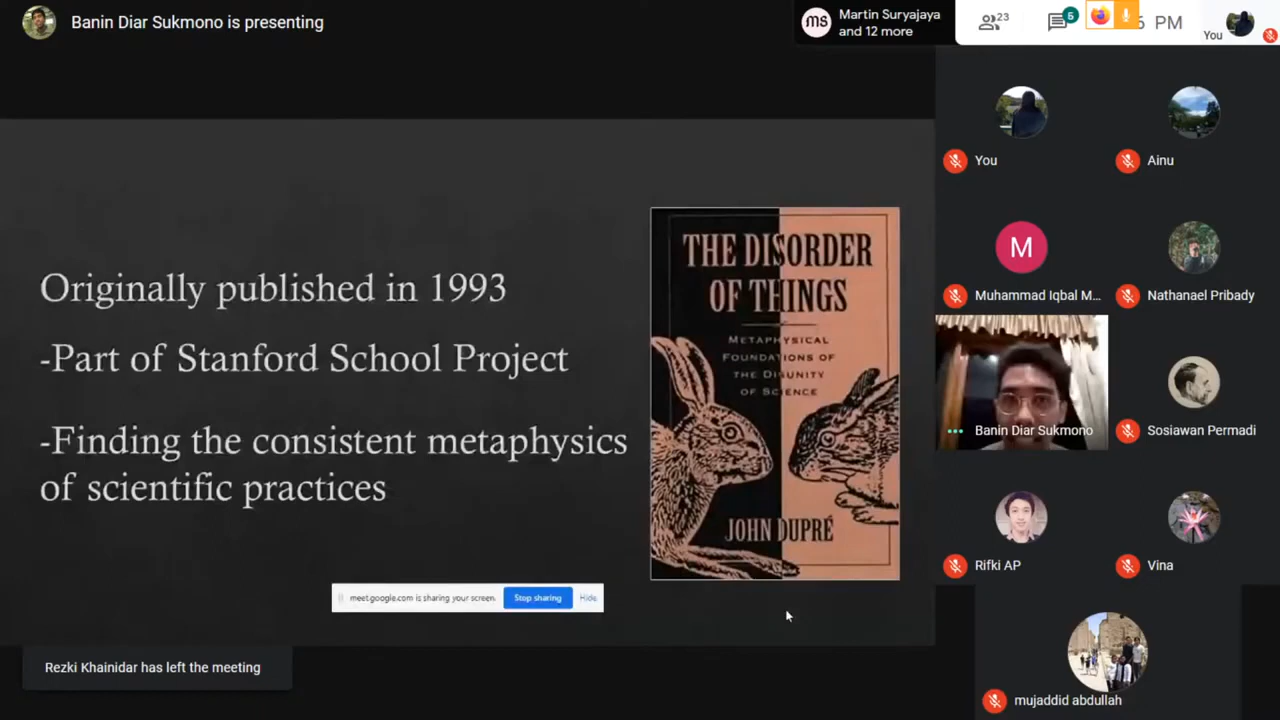 Banin Diar Sukmono is presenting
ms
Martin Suryajaya
and 12 more
23
5
PM
You
Originally published in 1993
-Part of Stanford School Project
-Finding the consistent metaphysics
of scientific practices
THE DISORDER
OF THINGS
METAPHYSICAL
FOUNDATIONS OF
THE DISUNITY
OF SCIENCE
JOHN DUPRÉ
meet.google.com is sharing your screen.
Stop sharing
Hide
Rezki Khainidar has left the meeting
You
Ainu
M
Muhammad Iqbal M...
Nathanael Pribady
Banin Diar Sukmono
Sosiawan Permadi
Rifki AP
Vina
mujaddid abdullah